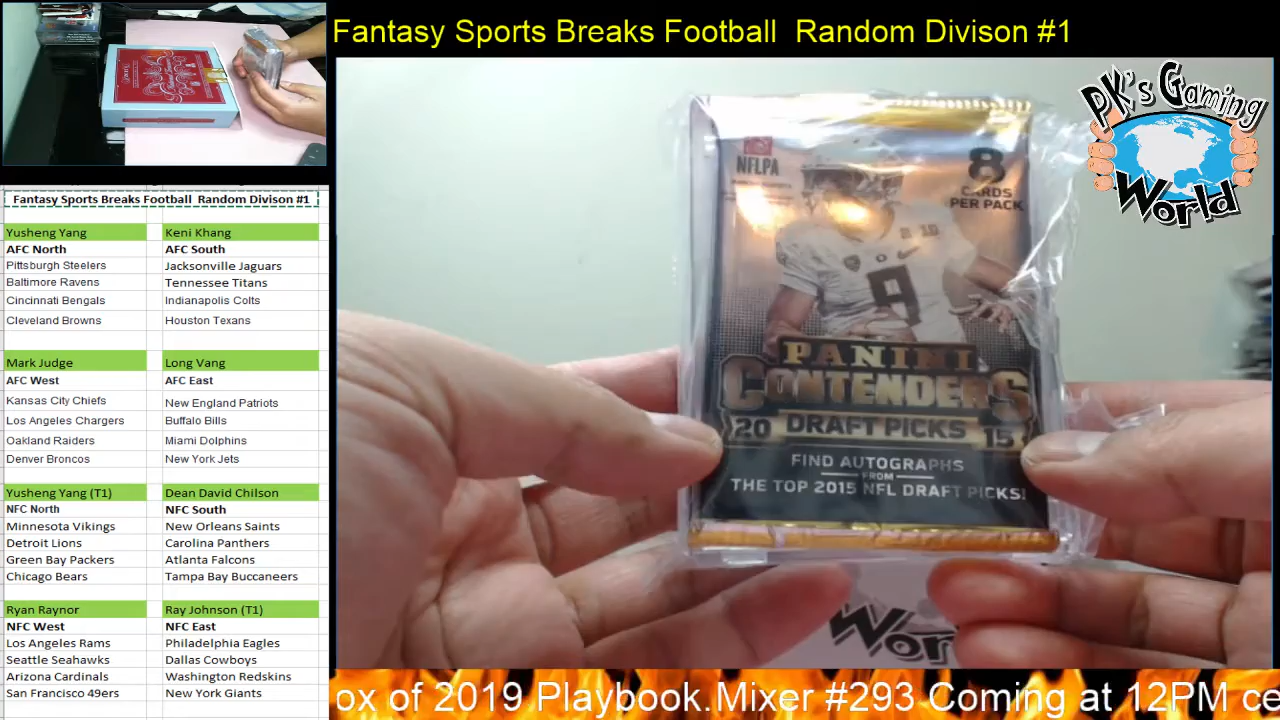 Fantasy Sports Breaks Football Random Divison #1
PK's Gaming
World
Fantasy Sports Breaks Football Random Divison #1
Yusheng Yang
AFC North
Pittsburgh Steelers
Baltimore Ravens
Cincinnati Bengals
Cleveland Browns
Keni Khang
AFC South
Jacksonville Jaguars
Tennessee Titans
Indianapolis Colts
Houston Texans
Mark Judge
AFC West
Kansas City Chiefs
Los Angeles Chargers
Oakland Raiders
Denver Broncos
Long Vang
AFC East
New England Patriots
Buffalo Bills
Miami Dolphins
New York Jets
Yusheng Yang (T1)
NFC North
Minnesota Vikings
Detroit Lions
Green Bay Packers
Chicago Bears
Dean David Chilson
NFC South
New Orleans Saints
Carolina Panthers
Atlanta Falcons
Tampa Bay Buccaneers
Ryan Raynor
NFC West
Los Angeles Rams
Seattle Seahawks
Arizona Cardinals
San Francisco 49ers
Ray Johnson (T1)
NFC East
Philadelphia Eagles
Dallas Cowboys
Washington Redskins
New York Giants
NFLPA
8
CARDS
PER PACK
9
PANINI
CONTENDERS
20 DRAFT PICKS 15
FIND AUTOGRAPHS
FROM
THE TOP 2015 NFL DRAFT PICKS!
Wor
ox of 2019 Playbook.Mixer #293 Coming at 12PM ce